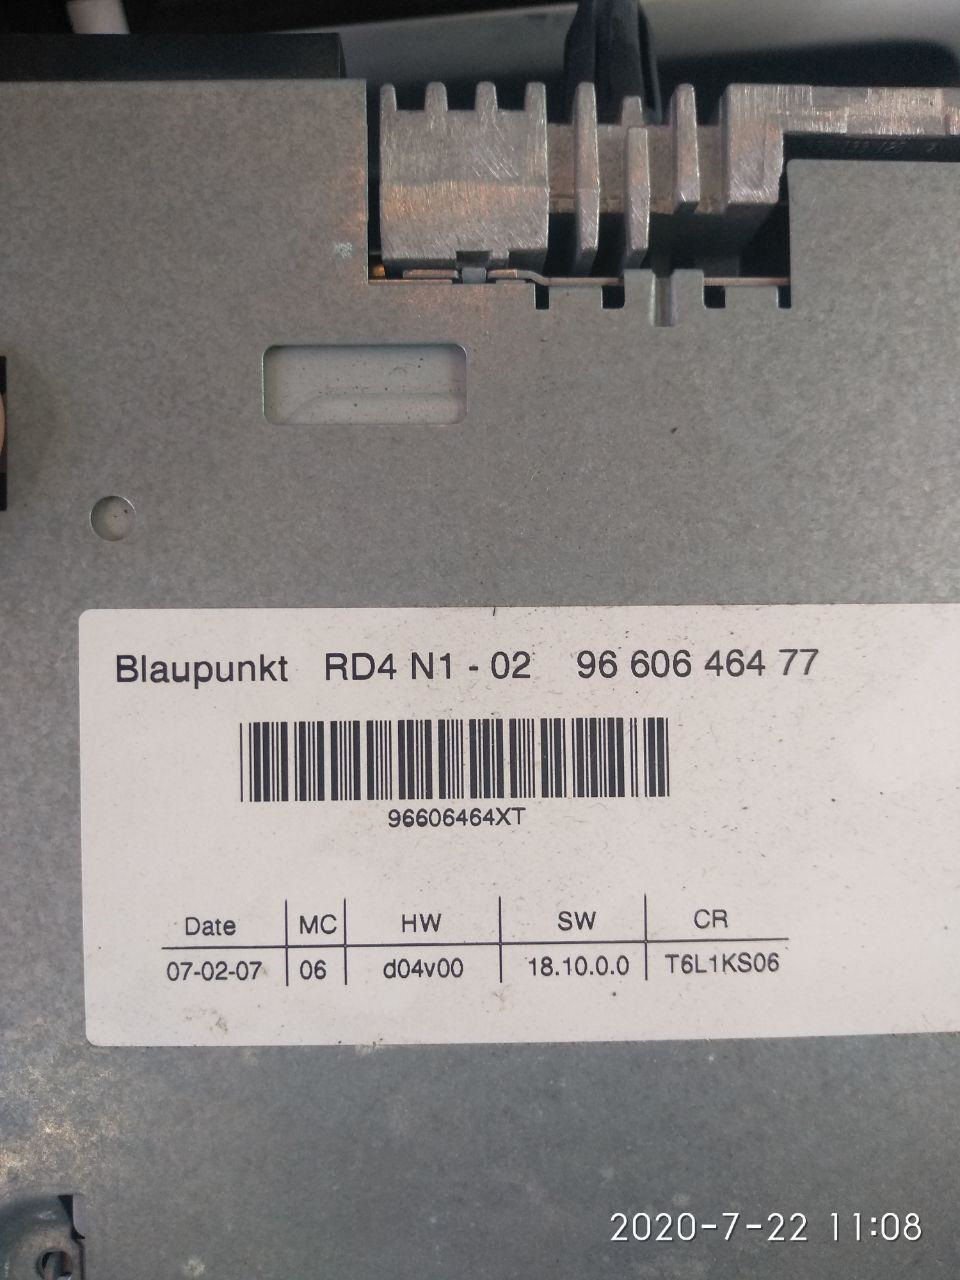 Blaupunkt RD4 N1 - 02 96 606 464 77
96606464XT
Date MC HW SW CR
07-02-07 06 d04v00 18.10.0.0 T6L1KS06
2020-7-22 11:08